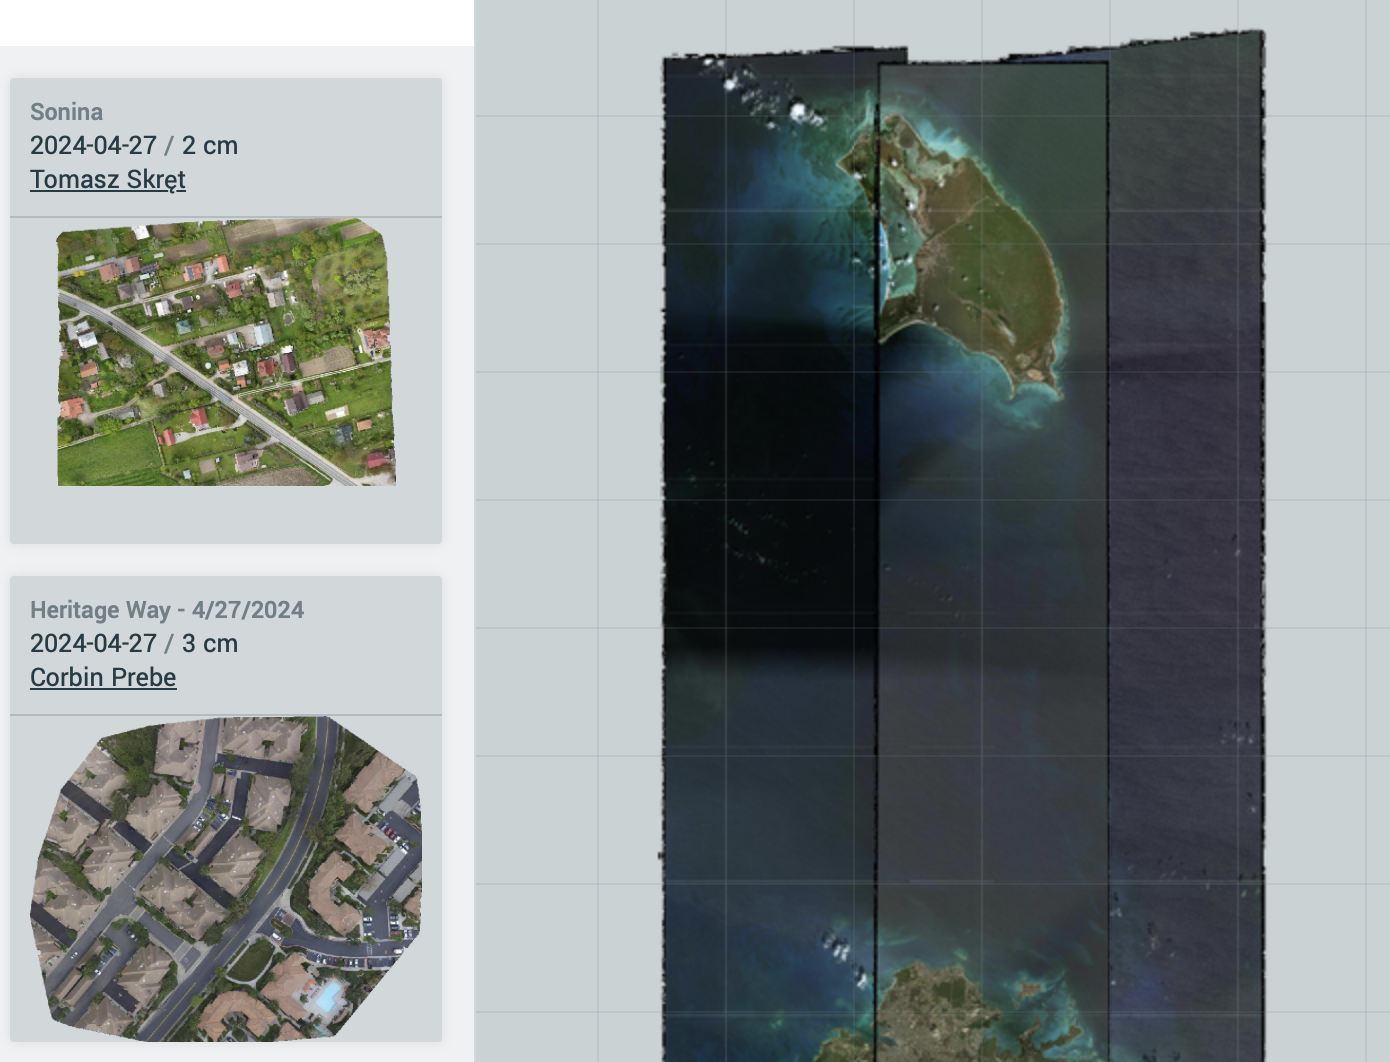 Sonina
2024-04-27 / 2 cm
Tomasz Skręt
Heritage Way - 4/27/2024
2024-04-27 / 3 cm
Corbin Prebe